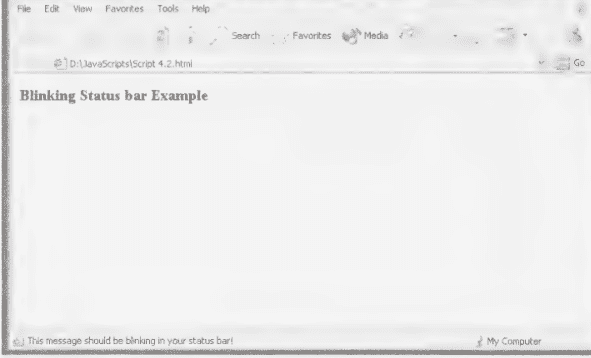 File Edit View Favorites Tools Help
Search Favorites Media
D:\JavaScripts\Script 4.2.html Go
Blinking Status bar Example
This message should be blinking in your status bar! My Computer